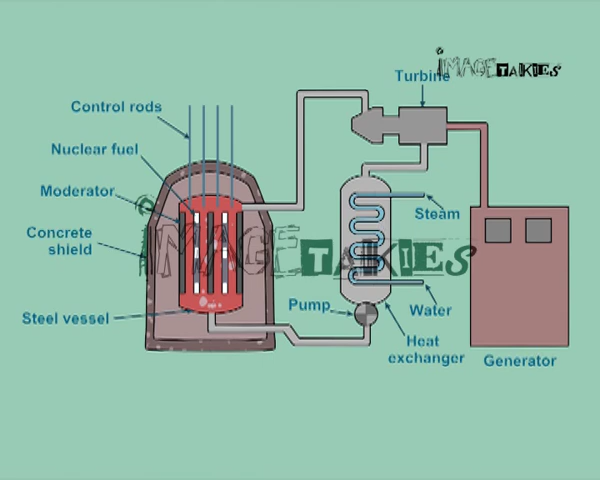 IMAGETAKIES
Turbine
Control rods
Nuclear fuel
Moderator
Concrete
shield
Steam
IMAGETAKIES
Pump
Water
Steel vessel
Heat
exchanger
Generator